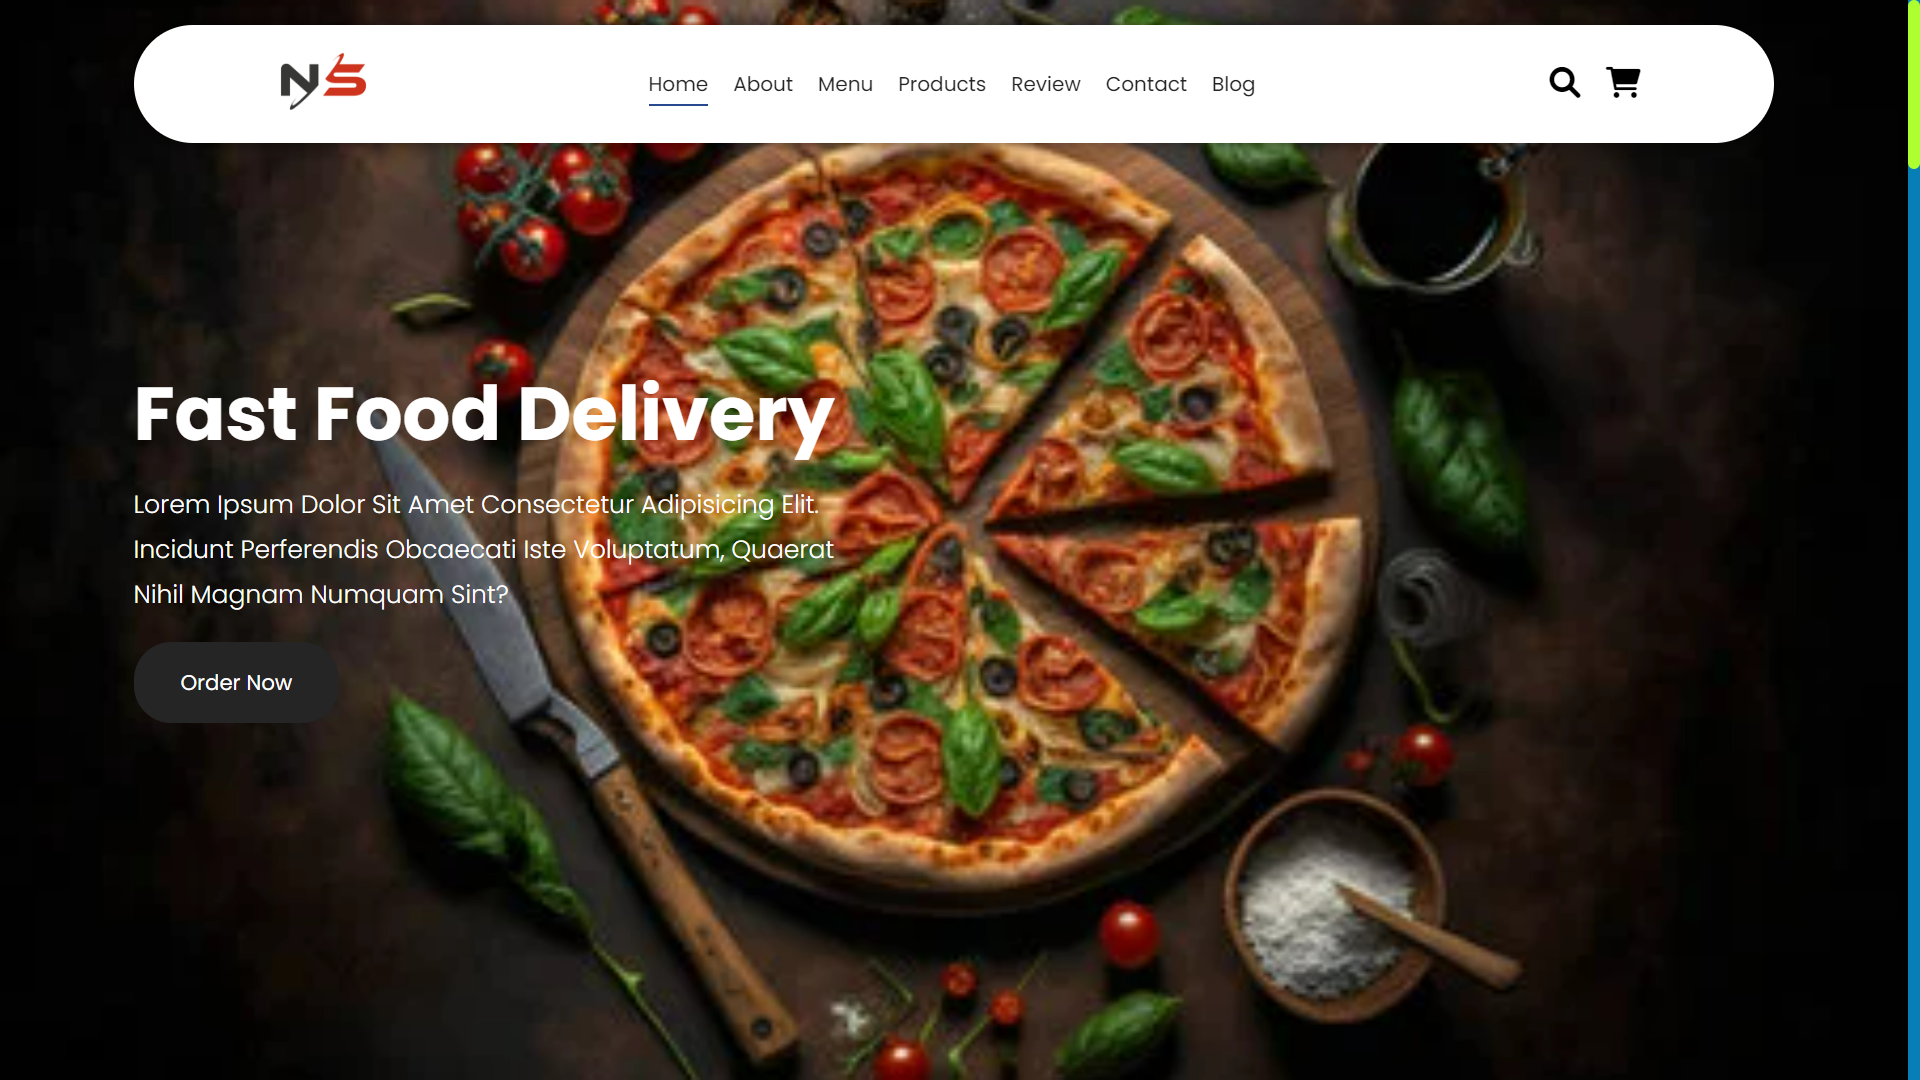 NS
Home About Menu Products Review Contact Blog
Fast Food Delivery
Lorem Ipsum Dolor Sit Amet Consectetur Adipisicing Elit.
Incidunt Perferendis Obcaecati Iste Voluptatum, Quaerat
Nihil Magnam Numquam Sint?
Order Now